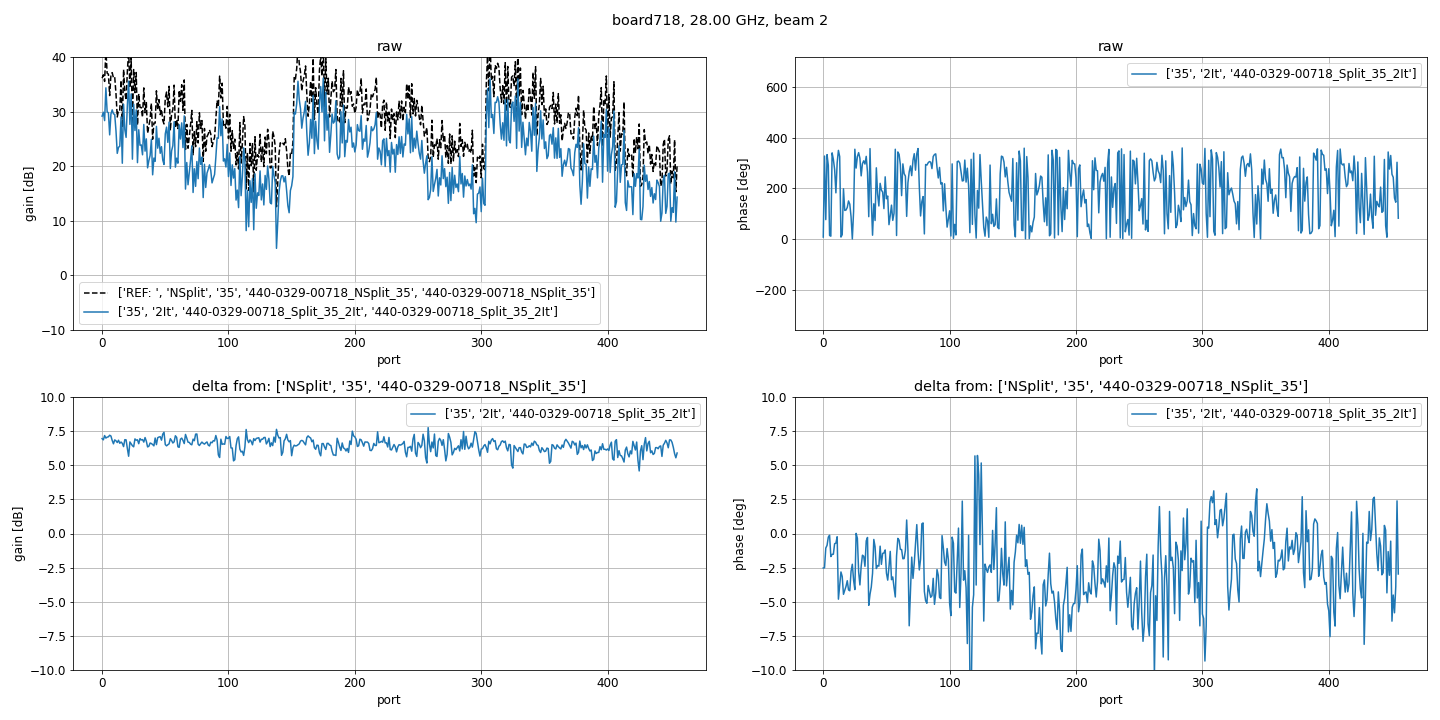 board718, 28.00 GHz, beam 2
raw
40
30
20
10
0
−10
gain [dB]
0
100
200
300
400
port
['REF: ', 'NSplit', '35', '440-0329-00718_NSplit_35', '440-0329-00718_NSplit_35']
['35', '2It', '440-0329-00718_Split_35_2It', '440-0329-00718_Split_35_2It']
raw
600
400
200
0
−200
phase [deg]
0
100
200
300
400
port
['35', '2It', '440-0329-00718_Split_35_2It']
delta from: ['NSplit', '35', '440-0329-00718_NSplit_35']
10.0
7.5
5.0
2.5
0.0
−2.5
−5.0
−7.5
−10.0
gain [dB]
0
100
200
300
400
port
['35', '2It', '440-0329-00718_Split_35_2It']
delta from: ['NSplit', '35', '440-0329-00718_NSplit_35']
10.0
7.5
5.0
2.5
0.0
−2.5
−5.0
−7.5
−10.0
phase [deg]
0
100
200
300
400
port
['35', '2It', '440-0329-00718_Split_35_2It']